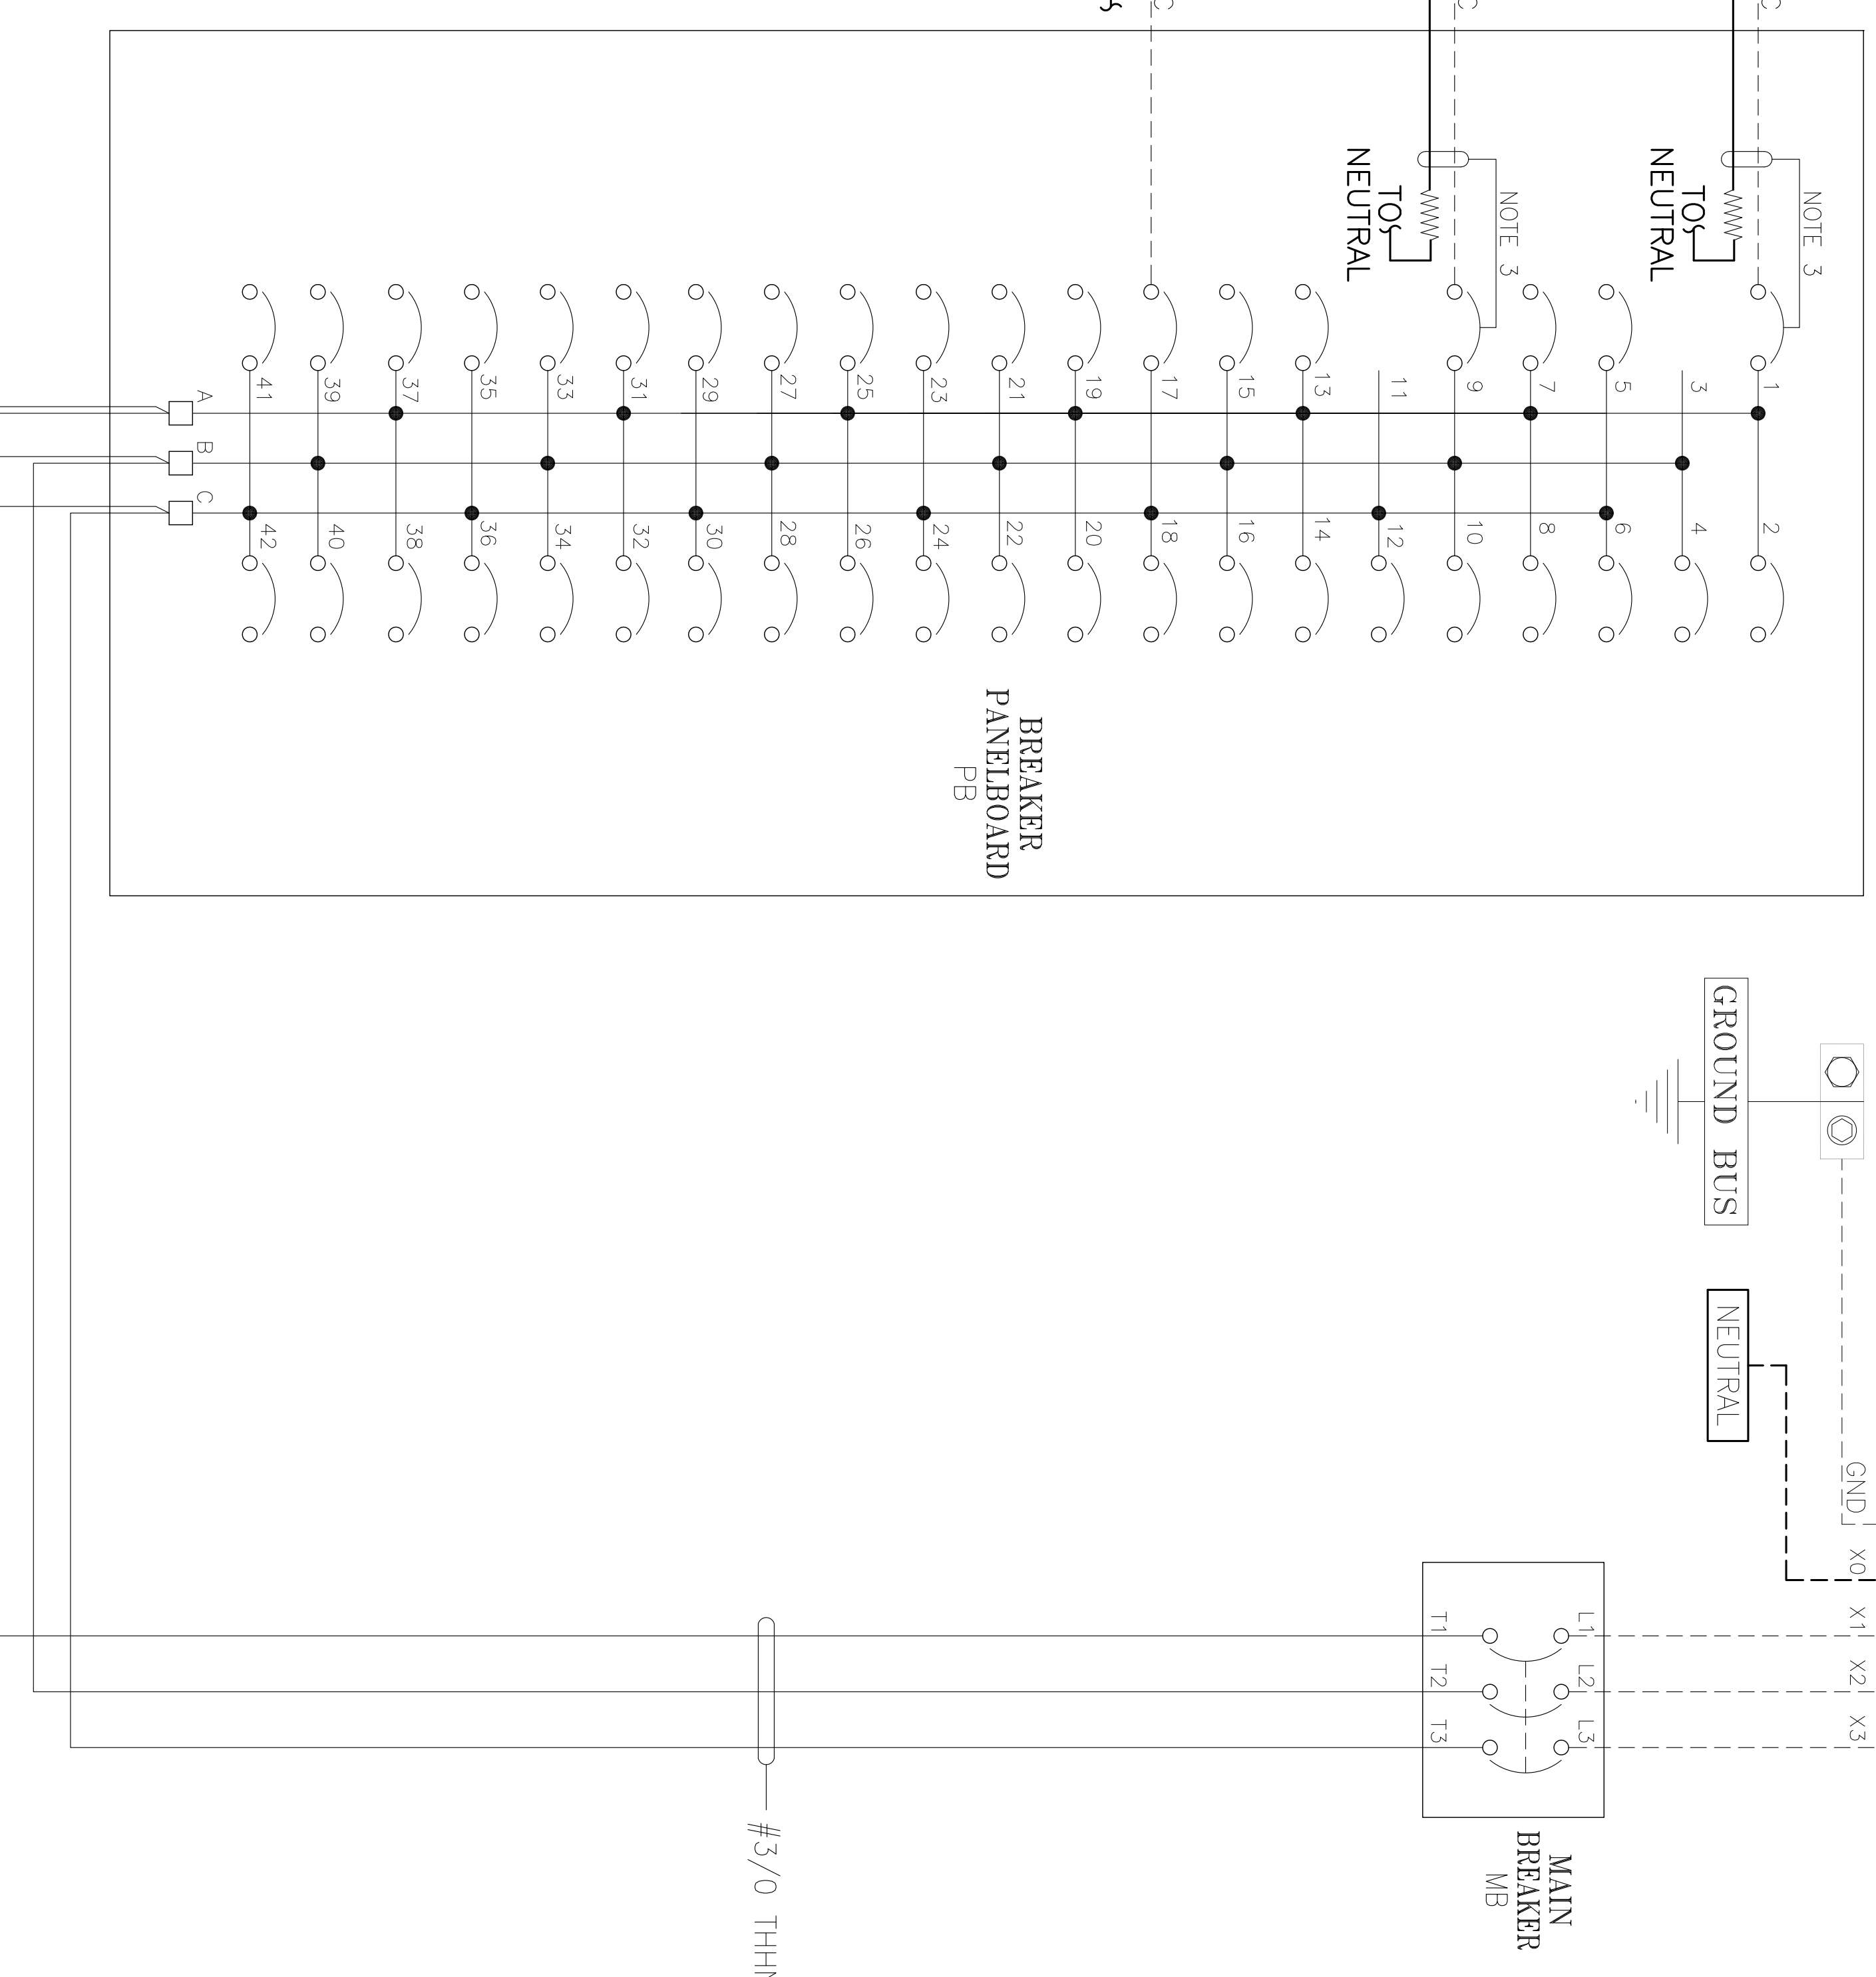 NOTE 3
TO
NEUTRAL
NOTE 3
TO
NEUTRAL
1 2
3 4
5 6
7 8
9 10
11 12
13 14
15 16
17 18
19 20
21 22
23 24
25 26
27 28
29 30
31 32
33 34
35 36
37 38
39 40
41 42
A B C
BREAKER
PANELBOARD
PB
GROUND BUS
NEUTRAL
GND X0 X1 X2 X3
L1 L2 L3
T1 T2 T3
MAIN
BREAKER
MB
#3/0